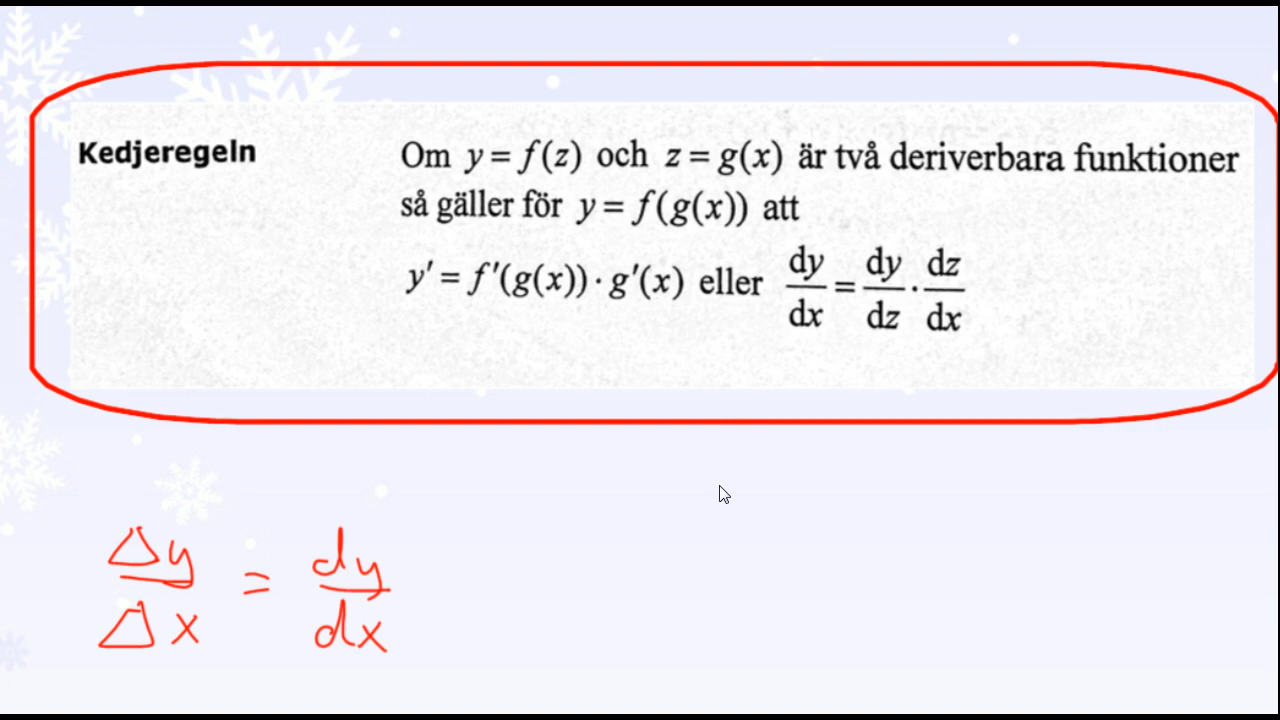 Kedjeregeln
Om y = f(z) och z = g(x) är två deriverbara funktioner
så gäller för y = f(g(x)) att
y' = f'(g(x)) · g'(x) eller dy/dx = dy/dz · dz/dx
Δy/Δx = dy/dx